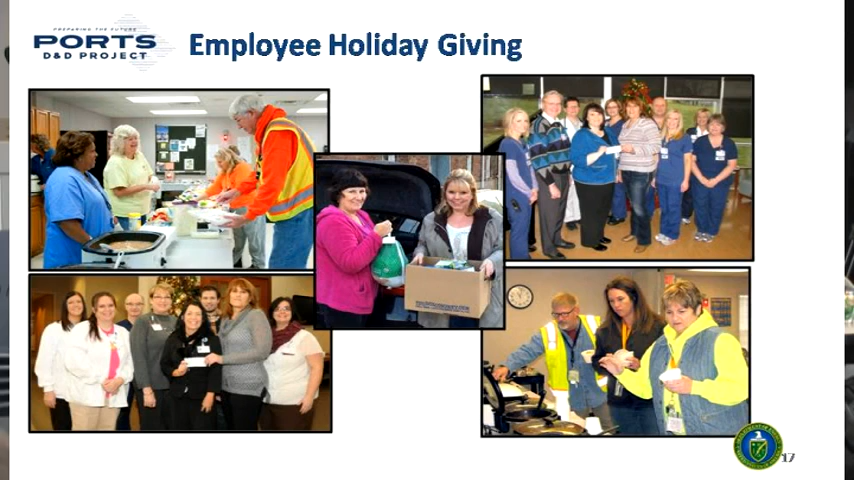 PREPARING THE FUTURE
PORTS
D&D PROJECT
Employee Holiday Giving
17